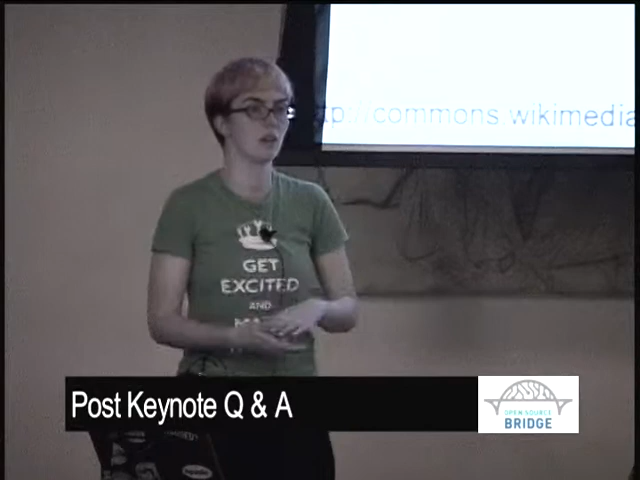 commons.wikimedia
GET
EXCITED
AND
Post Keynote Q & A
OPEN SOURCE
BRIDGE